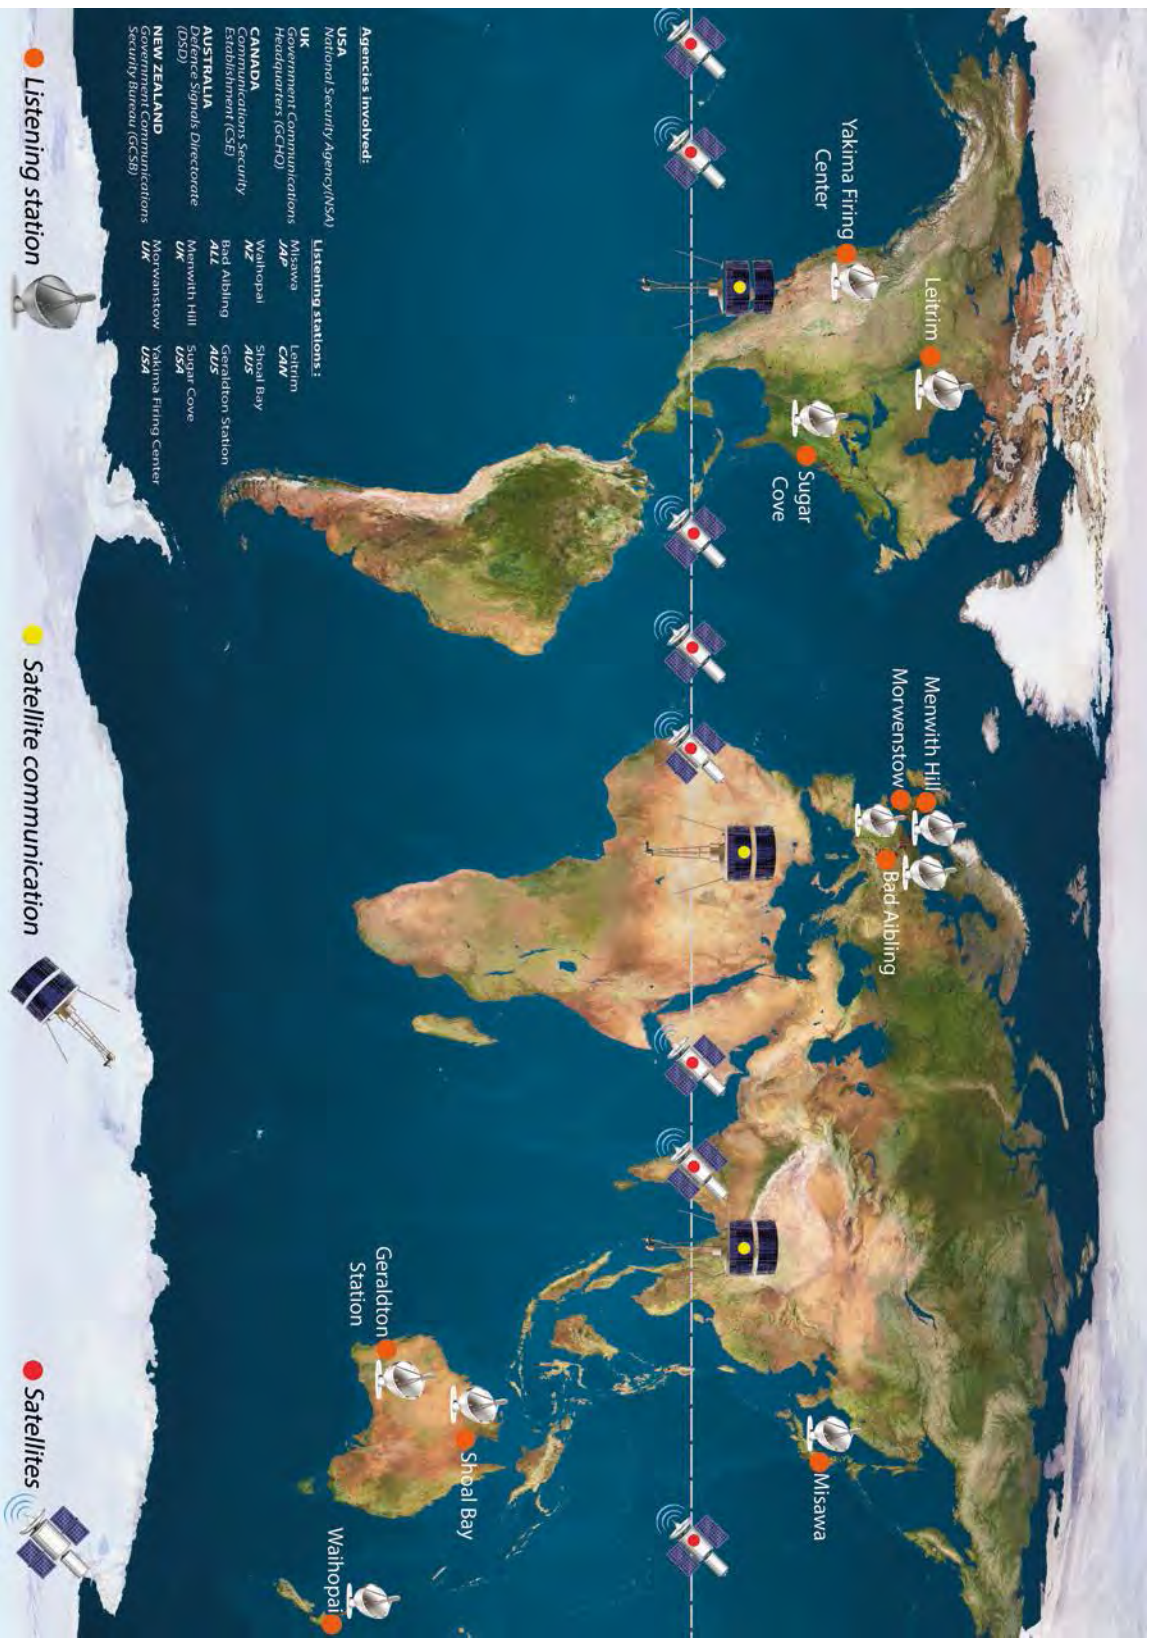 Yakima Firing
Center
Leitrim
Sugar
Cove
Menwith Hill
Morwenstow
Bad Aibling
Misawa
Geraldton
Station
Shoal Bay
Waihopai
Agencies involved:
USA
National Security Agency(NSA)
UK
Government Communications
Headquarters (GCHQ)
CANADA
Communications Security
Establishment (CSE)
AUSTRALIA
Defence Signals Directorate
(DSD)
NEW ZEALAND
Government Communications
Security Bureau (GCSB)
Listening stations :
Misawa
JAP
Waihopai
NZ
Bad Aibling
ALL
Menwith Hill
UK
Morwanstow
UK
Leitrim
CAN
Shoal Bay
AUS
Geraldton Station
AUS
Sugar Cove
USA
Yakima Firing Center
USA
Listening station
Satellite communication
Satellites